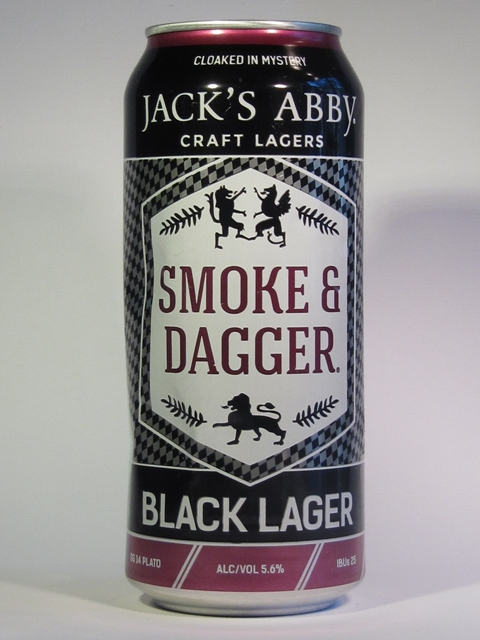 CLOAKED IN MYSTERY
JACK'S ABBY.
CRAFT LAGERS
SMOKE &
DAGGER.
BLACK LAGER
OG 14 PLATO
ALC/VOL 5.6%
IBUs 25